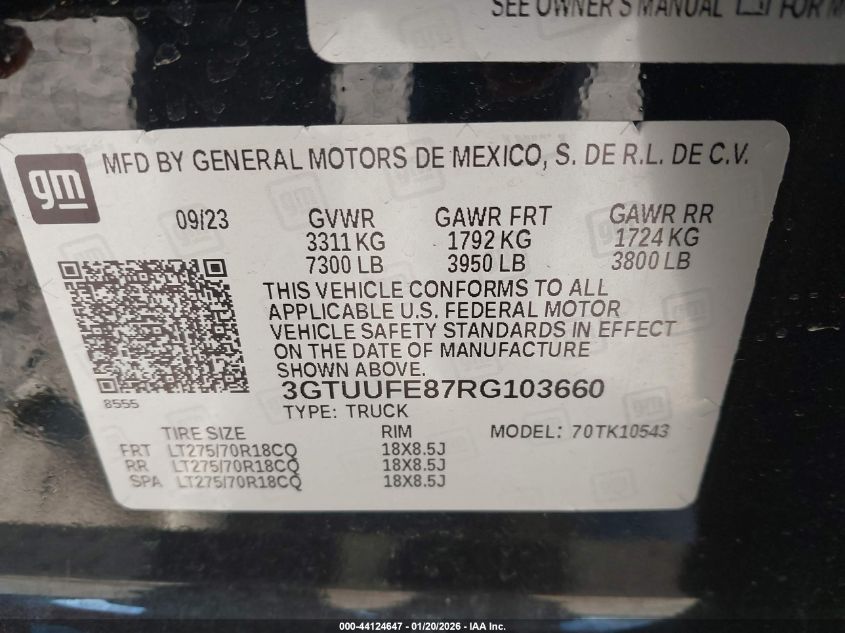 SEE OWNER'S MANUAL FOR M
gm
MFD BY GENERAL MOTORS DE MEXICO, S. DE R.L. DE C.V.
09/23 GVWR GAWR FRT GAWR RR
3311 KG 1792 KG 1724 KG
7300 LB 3950 LB 3800 LB
THIS VEHICLE CONFORMS TO ALL
APPLICABLE U.S. FEDERAL MOTOR
VEHICLE SAFETY STANDARDS IN EFFECT
ON THE DATE OF MANUFACTURE
SHOWN ABOVE.
3GTUUFE87RG103660
8555
TYPE: TRUCK
TIRE SIZE RIM MODEL: 70TK10543
FRT LT275/70R18CQ 18X8.5J
RR LT275/70R18CQ 18X8.5J
SPA LT275/70R18CQ 18X8.5J
000-44124647 — 01/20/2026 — IAA Inc.